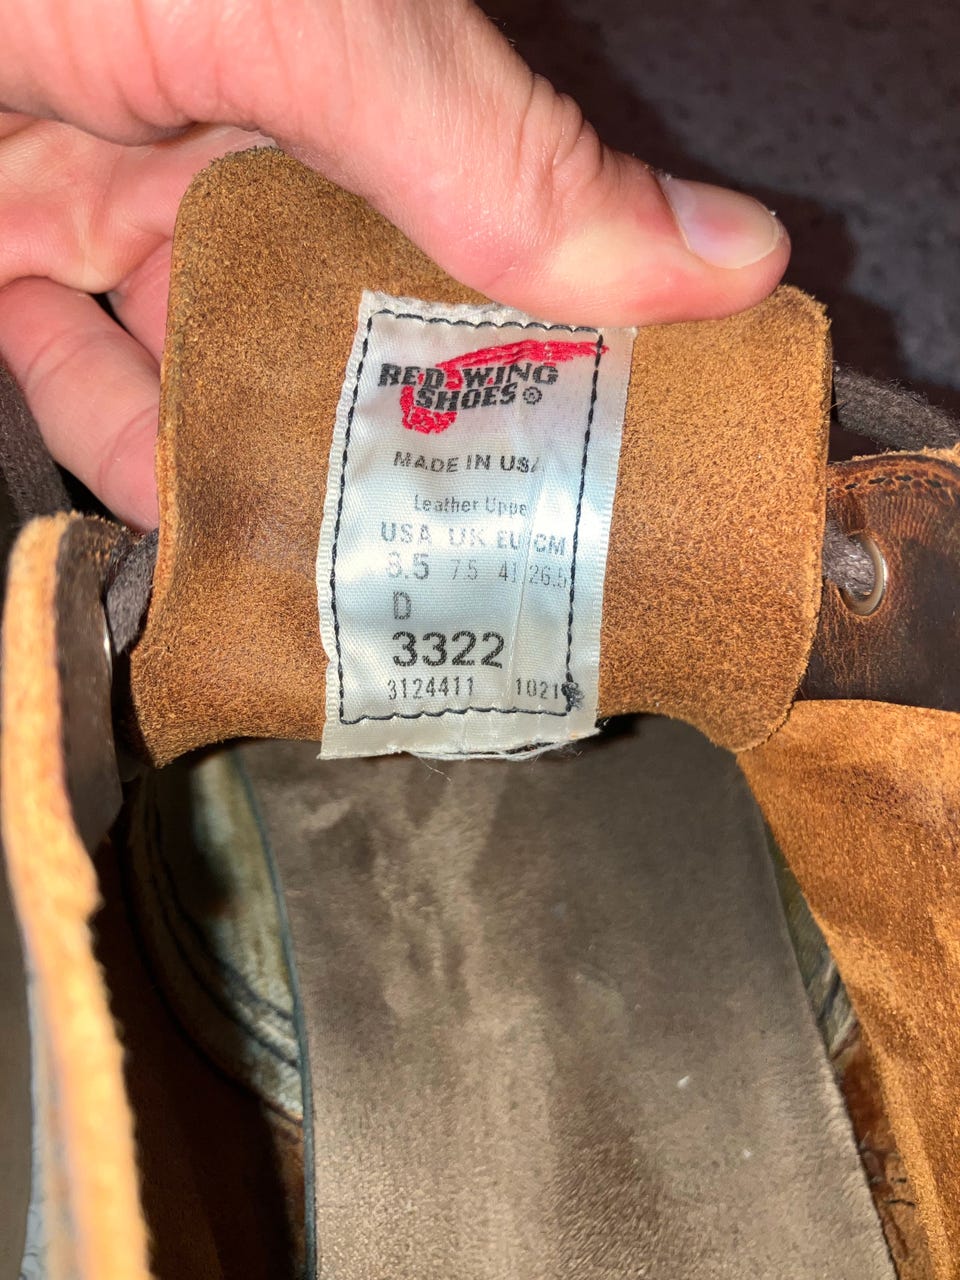 RED WING
SHOES ®
MADE IN USA
Leather Uppe
USA UK EU CM
8.5 7.5 41 26.5
D
3322
3124411 1021